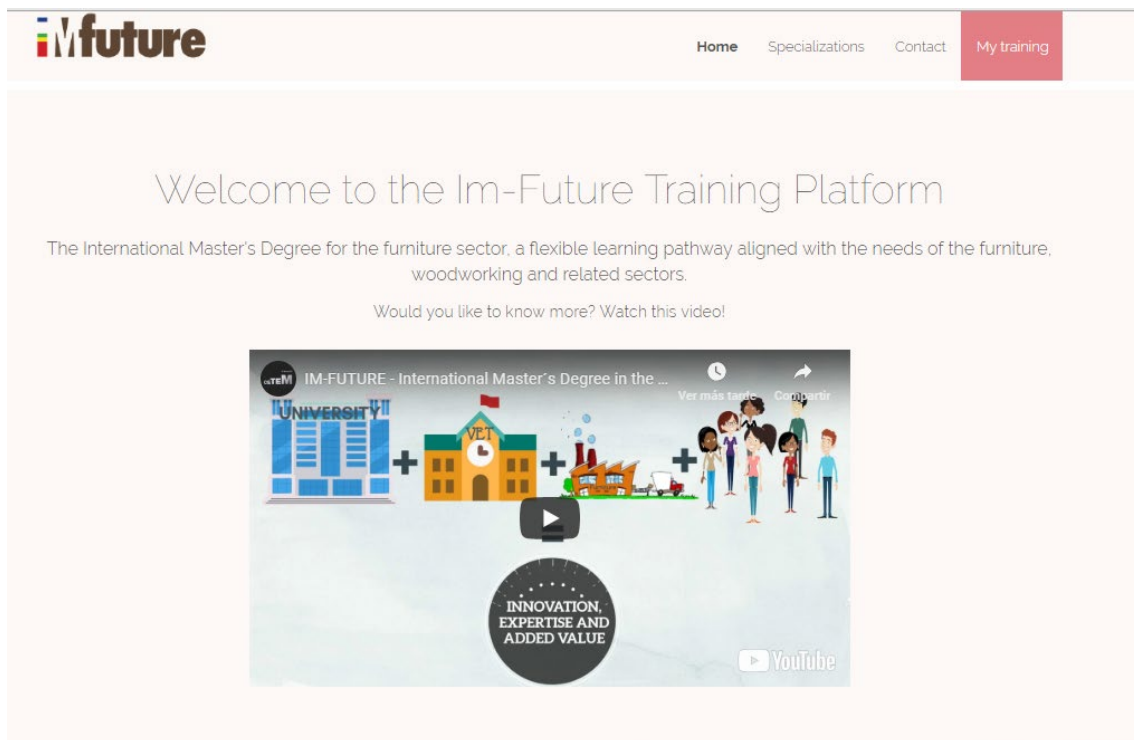 iMfuture
Home Specializations Contact My training
Welcome to the Im-Future Training Platform
The International Master's Degree for the furniture sector, a flexible learning pathway aligned with the needs of the furniture,
woodworking and related sectors.
Would you like to know more? Watch this video!
IM-FUTURE - International Master´s Degree in the ...
Ver más tarde Compartir
UNIVERSITY
VET
INNOVATION,
EXPERTISE AND
ADDED VALUE
YouTube